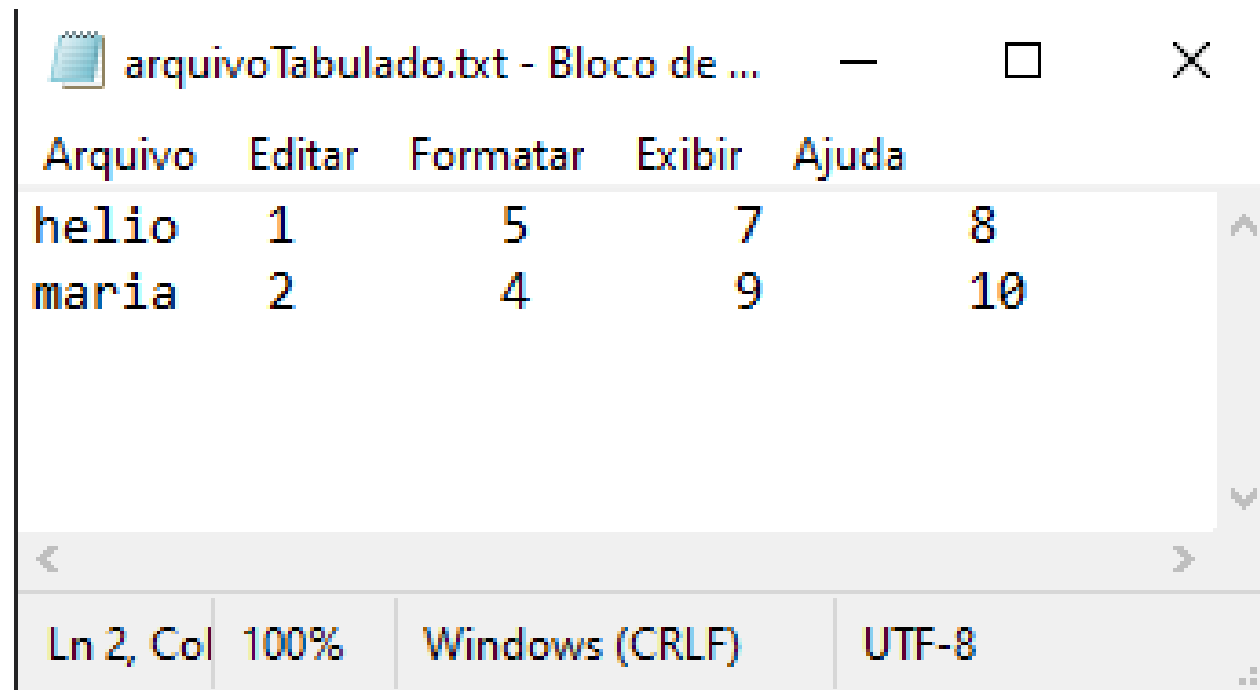 arquivoTabulado.txt - Bloco de ...
Arquivo Editar Formatar Exibir Ajuda
helio 1 5 7 8
maria 2 4 9 10
Ln 2, Col 100% Windows (CRLF) UTF-8